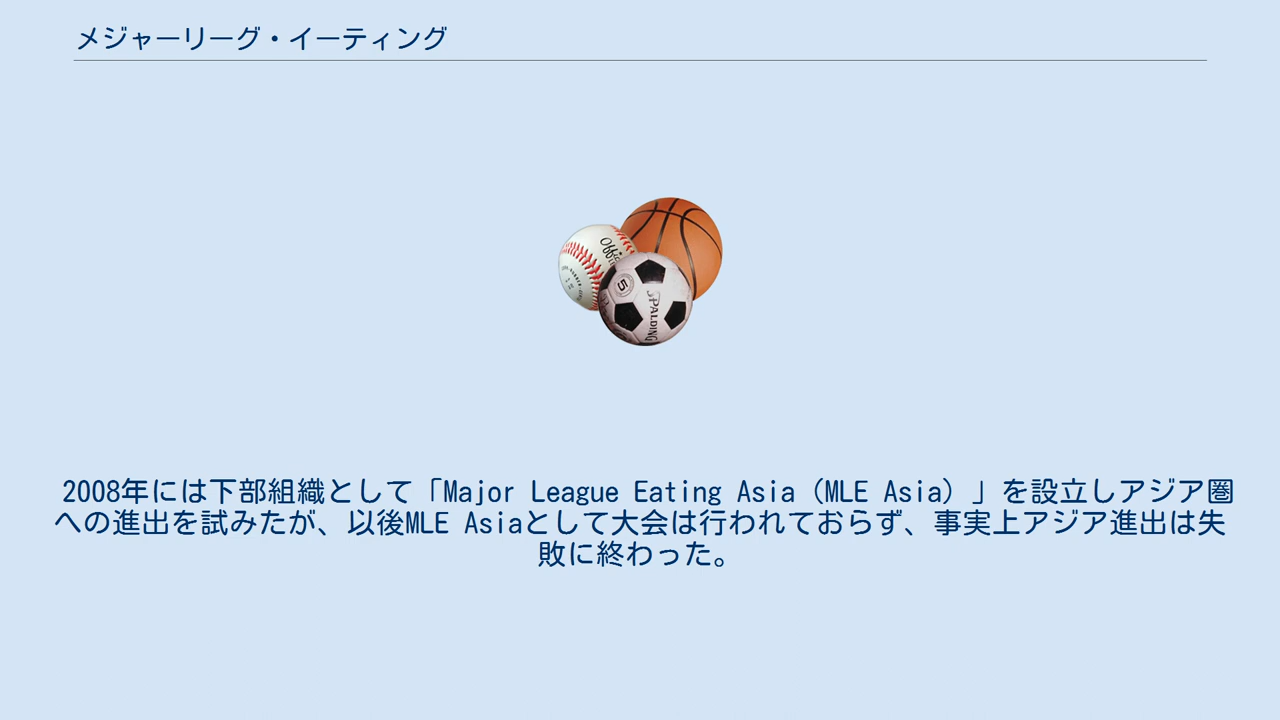 メジャーリーグ・イーティング
5
SPALDING
2008年には下部組織として「Major League Eating Asia（MLE Asia）」を設立しアジア圏
への進出を試みたが、以後MLE Asiaとして大会は行われておらず、事実上アジア進出は失
敗に終わった。